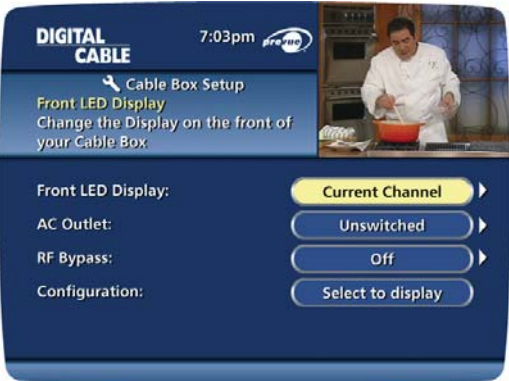 DIGITAL
CABLE
7:03pm
prevue
Cable Box Setup
Front LED Display
Change the Display on the front of
your Cable Box
Front LED Display:
Current Channel
AC Outlet:
Unswitched
RF Bypass:
Off
Configuration:
Select to display